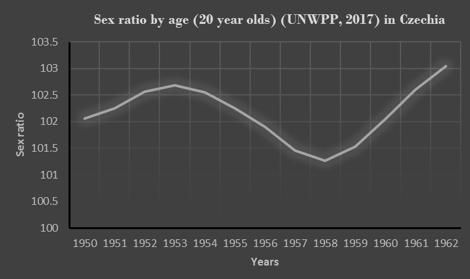 Sex ratio by age (20 year olds) (UNWPP, 2017) in Czechia
103.5
103
102.5
102
101.5
101
100.5
100
Sex ratio
1950 1951 1952 1953 1954 1955 1956 1957 1958 1959 1960 1961 1962
Years